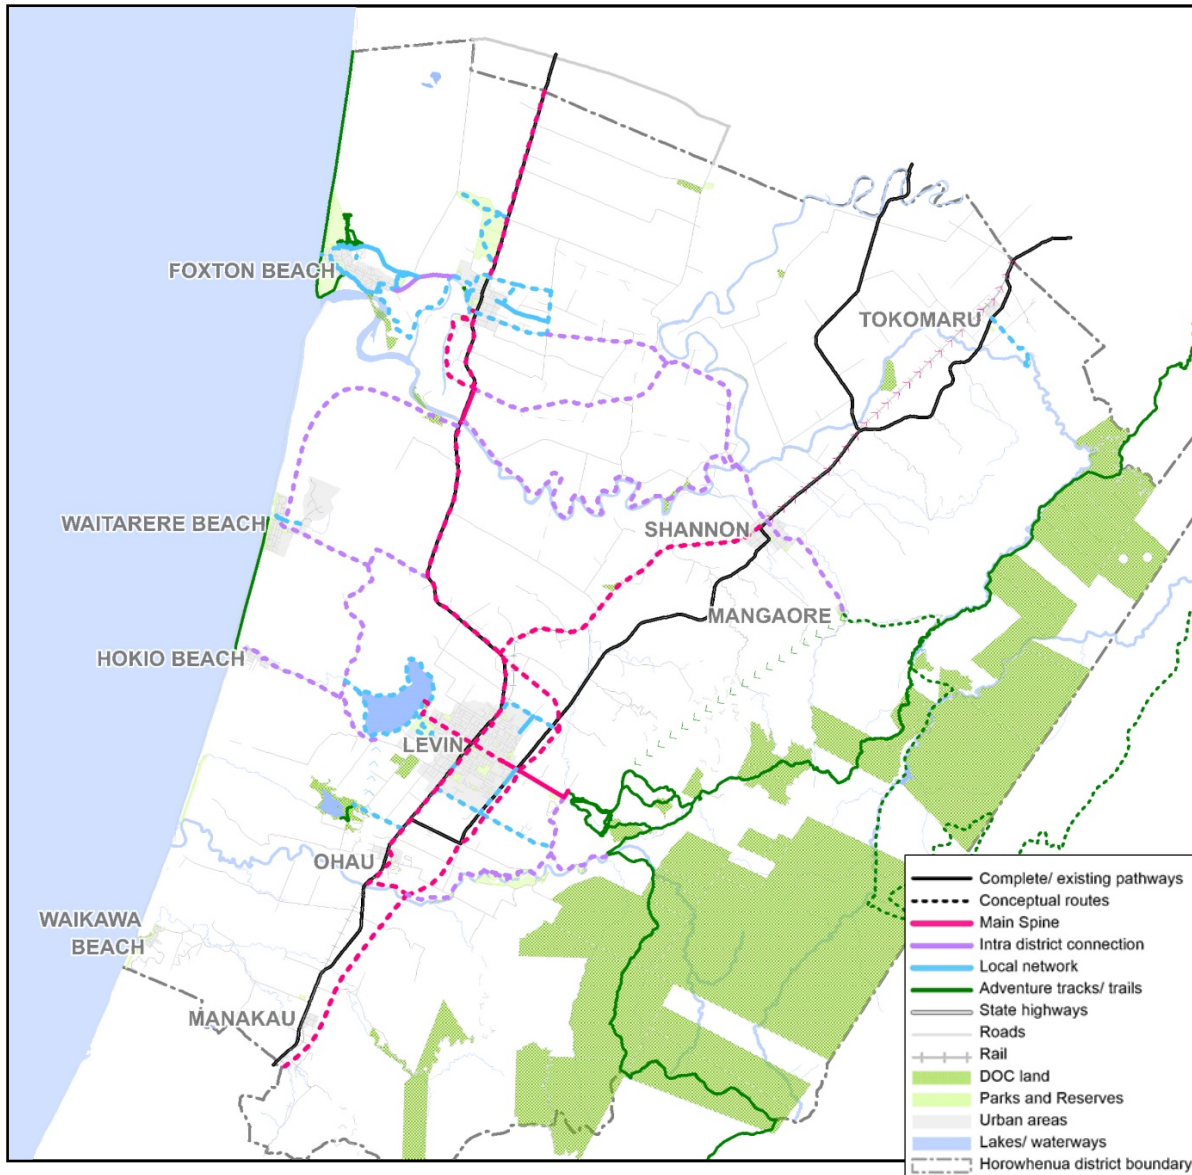 FOXTON BEACH
TOKOMARU
WAITARERE BEACH
SHANNON
MANGAORE
HOKIO BEACH
LEVIN
OHAU
WAIKAWA
BEACH
MANAKAU
Complete/ existing pathways
Conceptual routes
Main Spine
Intra district connection
Local network
Adventure tracks/ trails
State highways
Roads
Rail
DOC land
Parks and Reserves
Urban areas
Lakes/ waterways
Horowhenua district boundary